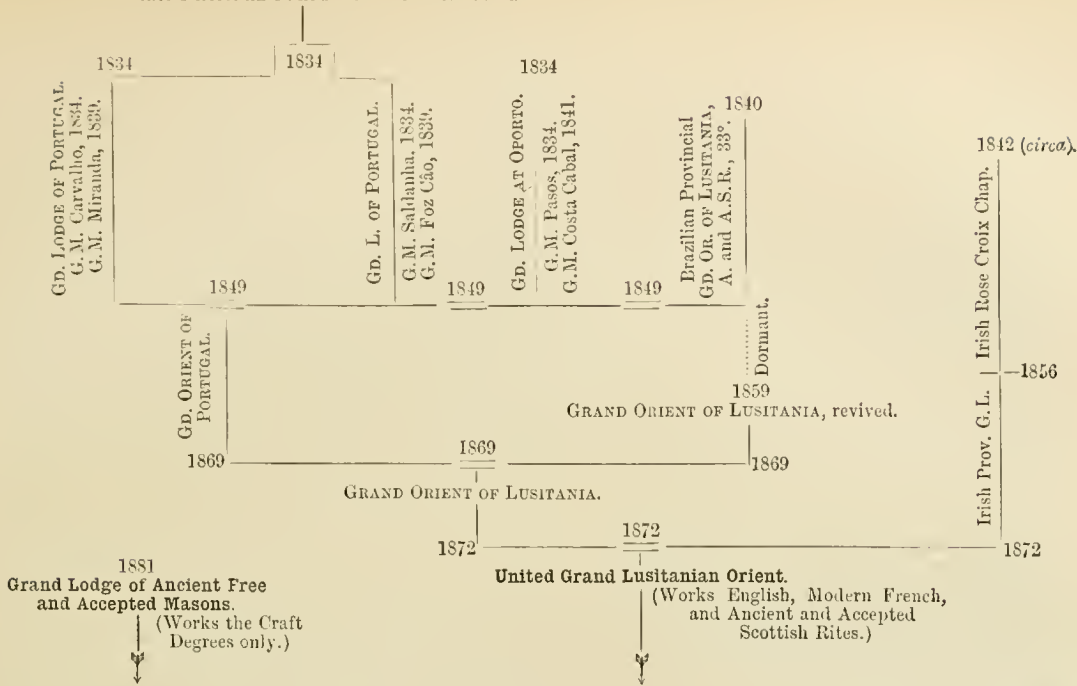 1834
1834
1834
1840
1842 (circa).
GD. LODGE OF PORTUGAL.
G.M. Carvalho, 1834.
G.M. Miranda, 1839.
GD. L. OF PORTUGAL.
G.M. Saldanha, 1834.
G.M. Foz Câo, 1839.
GD. LODGE AT OPORTO.
G.M. Pasos, 1834.
G.M. Costa Cabal, 1841.
Brazilian Provincial
GD. OR. OF LUSITANIA,
A. and A.S.R., 33°.
Irish Rose Croix Chap.
1849
1849
1849
GD. ORIENT OF
PORTUGAL.
Dormant.
1856
1859
GRAND ORIENT OF LUSITANIA, revived.
Irish Prov. G.L.
1869
1869
1869
GRAND ORIENT OF LUSITANIA.
1872
1872
1872
1881
Grand Lodge of Ancient Free
and Accepted Masons.
(Works the Craft
Degrees only.)
United Grand Lusitanian Orient.
(Works English, Modern French,
and Ancient and Accepted
Scottish Rites.)